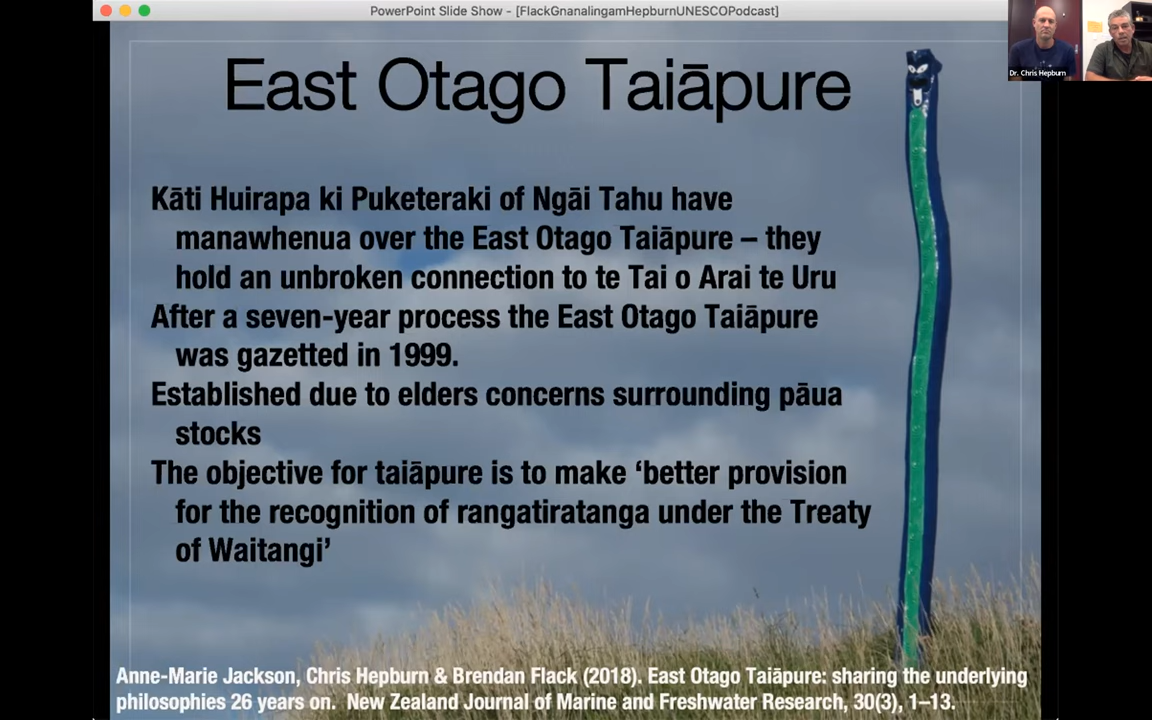 PowerPoint Slide Show - [FlackGnanalingamHepburnUNESCOPodcast]
Dr. Chris Hepburn
East Otago Taiāpure
Kāti Huirapa ki Puketeraki of Ngāi Tahu have
manawhenua over the East Otago Taiāpure – they
hold an unbroken connection to te Tai o Arai te Uru
After a seven-year process the East Otago Taiāpure
was gazetted in 1999.
Established due to elders concerns surrounding pāua
stocks
The objective for taiāpure is to make ‘better provision
for the recognition of rangatiratanga under the Treaty
of Waitangi’
Anne-Marie Jackson, Chris Hepburn & Brendan Flack (2018). East Otago Taiāpure: sharing the underlying
philosophies 26 years on. New Zealand Journal of Marine and Freshwater Research, 30(3), 1–13.